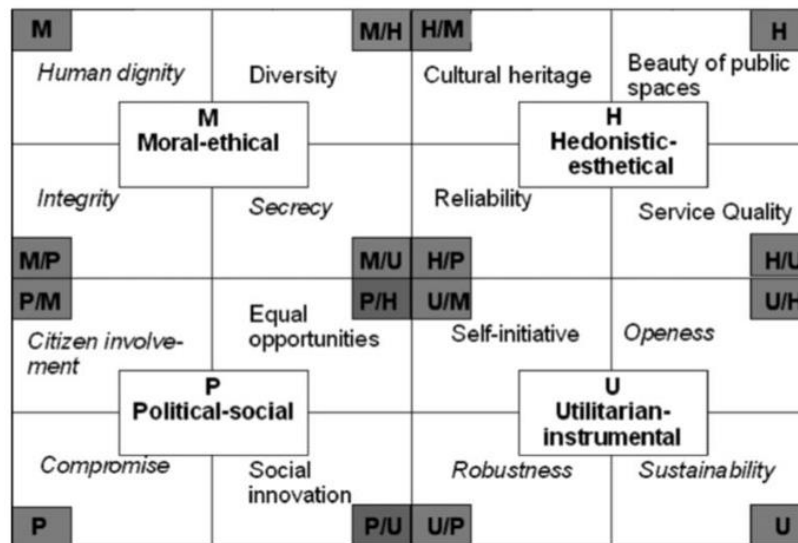 M M/H H/M H
Human dignity Diversity Cultural heritage Beauty of public
spaces
M
Moral-ethical
H
Hedonistic-
esthetical
Integrity Secrecy Reliability Service Quality
M/P M/U H/P H/U
P/M P/H U/M U/H
Citizen involve-
ment
Equal
opportunities
Self-initiative Openess
P
Political-social
U
Utilitarian-
instrumental
Compromise Social
innovation
Robustness Sustainability
P P/U U/P U